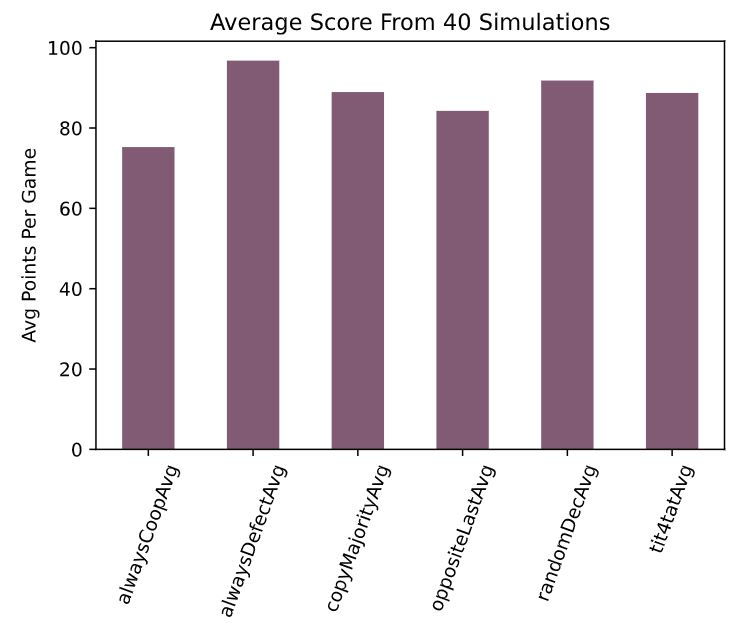 Average Score From 40 Simulations
Avg Points Per Game
100
80
60
40
20
0
alwaysCoopAvg
alwaysDefectAvg
copyMajorityAvg
oppositeLastAvg
randomDecAvg
tit4tatAvg